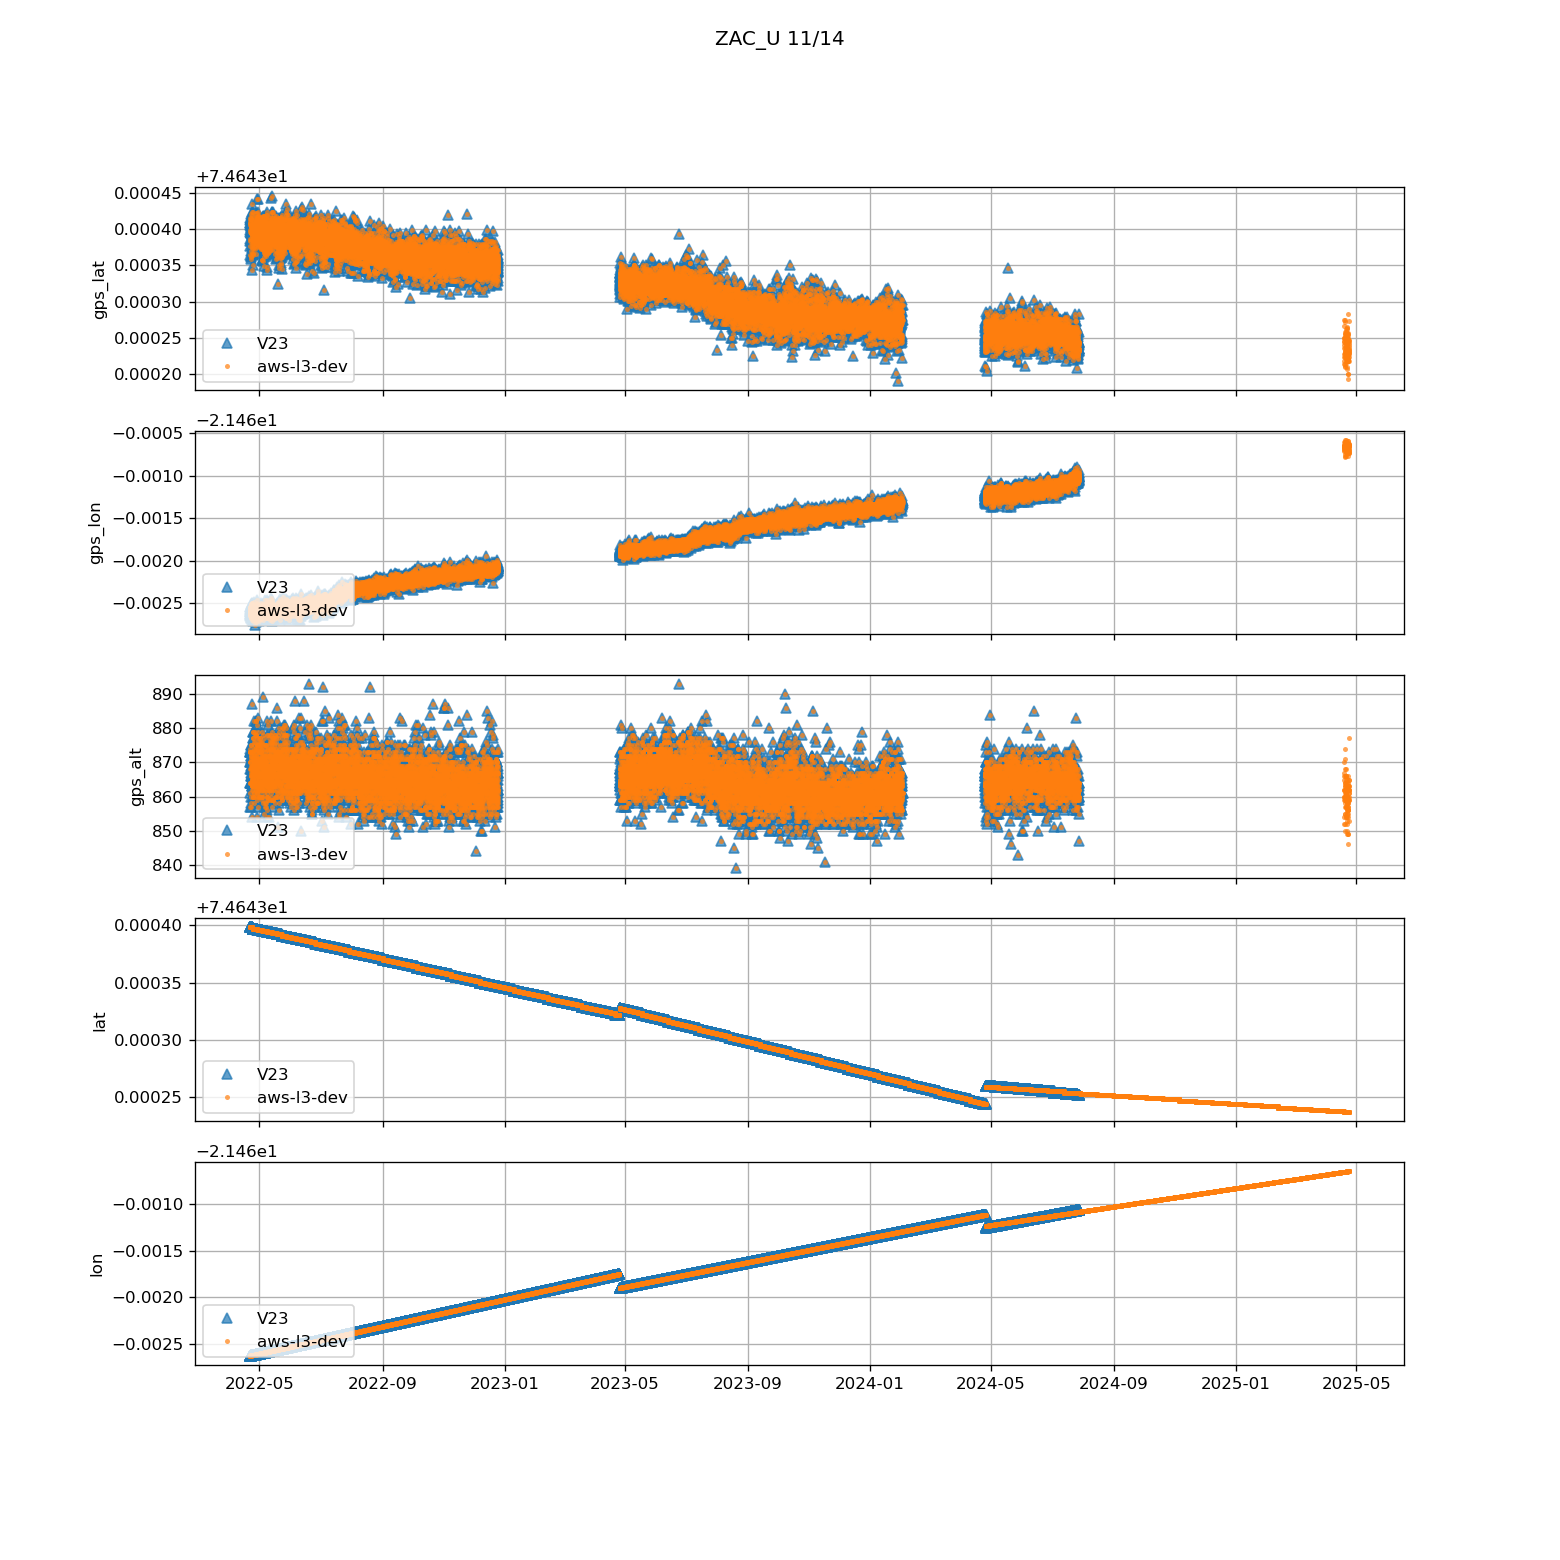 ZAC_U 11/14
+7.4643e1
0.00045
0.00040
0.00035
0.00030
0.00025
0.00020
gps_lat
V23
aws-l3-dev
−2.146e1
−0.0005
−0.0010
−0.0015
−0.0020
−0.0025
gps_lon
V23
aws-l3-dev
890
880
870
860
850
840
gps_alt
V23
aws-l3-dev
+7.4643e1
0.00040
0.00035
0.00030
0.00025
lat
V23
aws-l3-dev
−2.146e1
−0.0010
−0.0015
−0.0020
−0.0025
lon
V23
aws-l3-dev
2022-05 2022-09 2023-01 2023-05 2023-09 2024-01 2024-05 2024-09 2025-01 2025-05